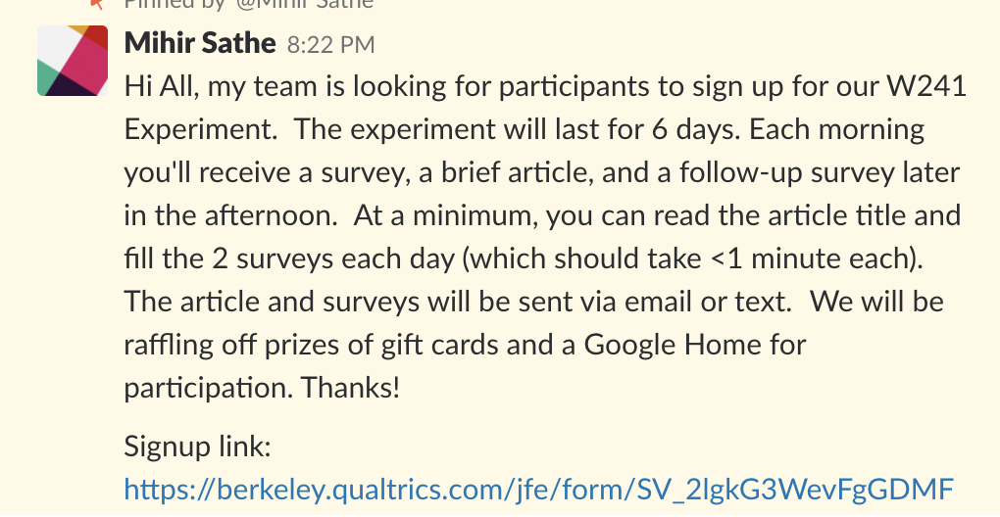 Pinned by @Mihir Sathe
Mihir Sathe 8:22 PM
Hi All, my team is looking for participants to sign up for our W241
Experiment.  The experiment will last for 6 days. Each morning
you'll receive a survey, a brief article, and a follow-up survey later
in the afternoon.  At a minimum, you can read the article title and
fill the 2 surveys each day (which should take <1 minute each).
The article and surveys will be sent via email or text.  We will be
raffling off prizes of gift cards and a Google Home for
participation. Thanks!
Signup link:
https://berkeley.qualtrics.com/jfe/form/SV_2lgkG3WevFgGDMF